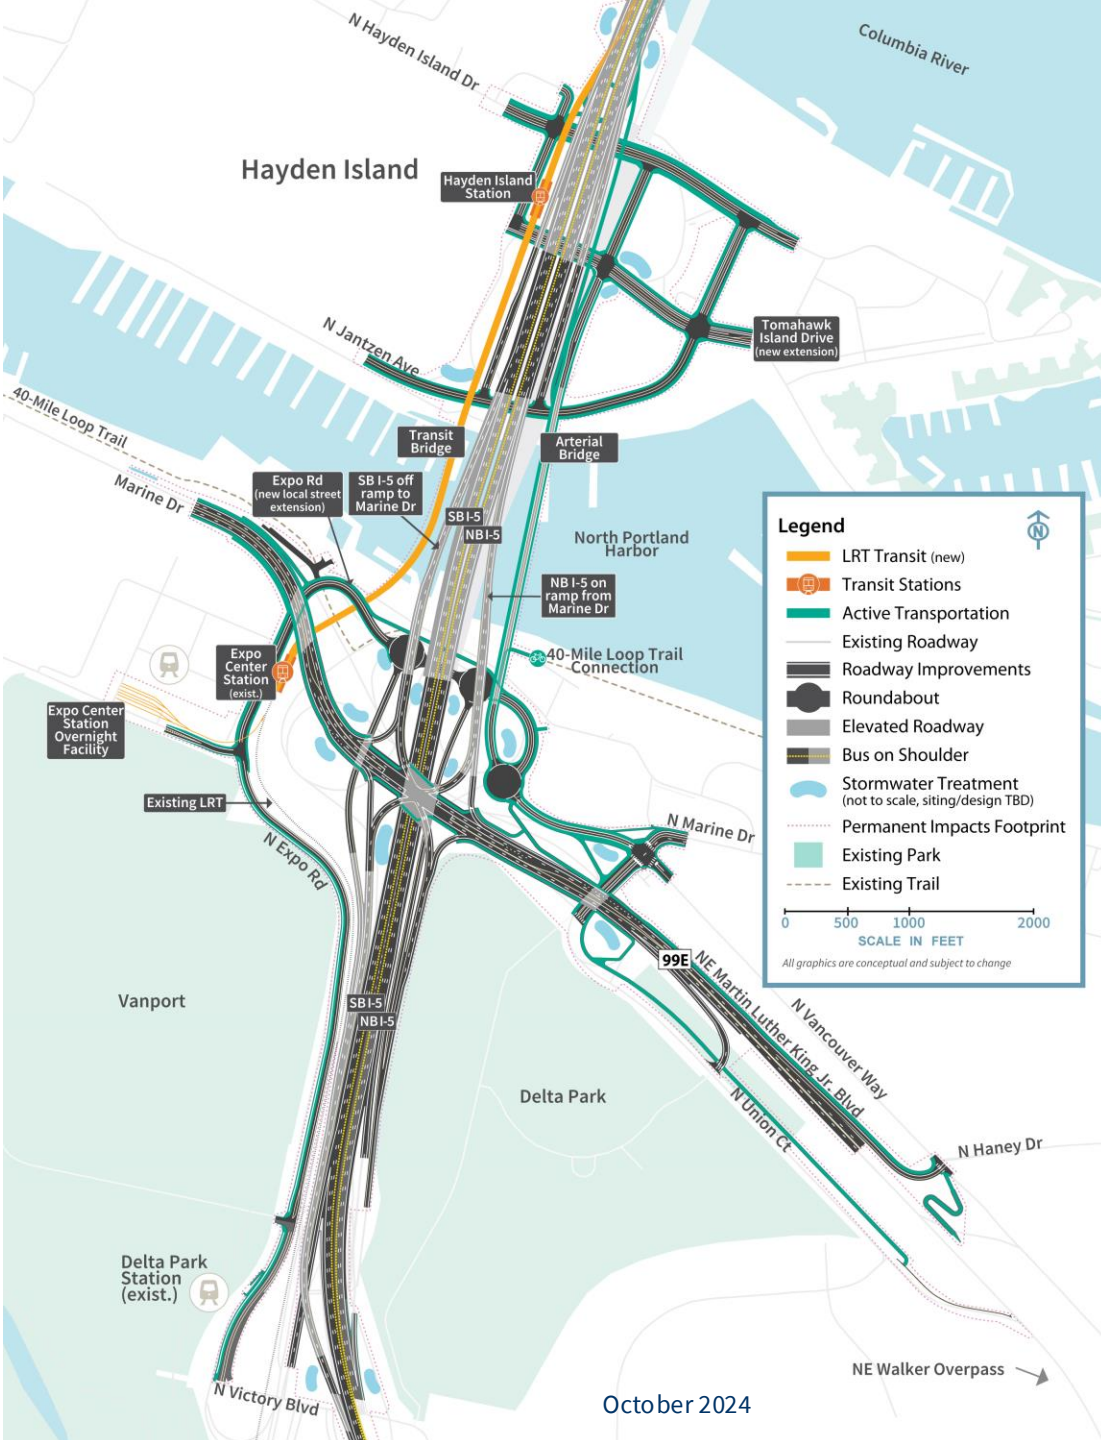 N Hayden Island Dr
Columbia River
Hayden Island
Hayden Island
Station
N Jantzen Ave
Tomahawk
Island Drive
(new extension)
40-Mile Loop Trail
Transit
Bridge
Arterial
Bridge
Marine Dr
Expo Rd
(new local street
extension)
SB I-5 off
ramp to
Marine Dr
SB I-5
NB I-5
North Portland
Harbor
NB I-5 on
ramp from
Marine Dr
Expo
Center
Station
(exist.)
40-Mile Loop Trail
Connection
Expo Center
Station
Overnight
Facility
Existing LRT
N Expo Rd
N Marine Dr
99E
NE Martin Luther King Jr. Blvd
N Vancouver Way
Vanport
SB I-5
NB I-5
Delta Park
N Union Ct
N Haney Dr
Delta Park
Station
(exist.)
N Victory Blvd
NE Walker Overpass
October 2024
Legend
N
LRT Transit (new)
Transit Stations
Active Transportation
Existing Roadway
Roadway Improvements
Roundabout
Elevated Roadway
Bus on Shoulder
Stormwater Treatment
(not to scale, siting/design TBD)
Permanent Impacts Footprint
Existing Park
Existing Trail
0 500 1000 2000
SCALE IN FEET
All graphics are conceptual and subject to change